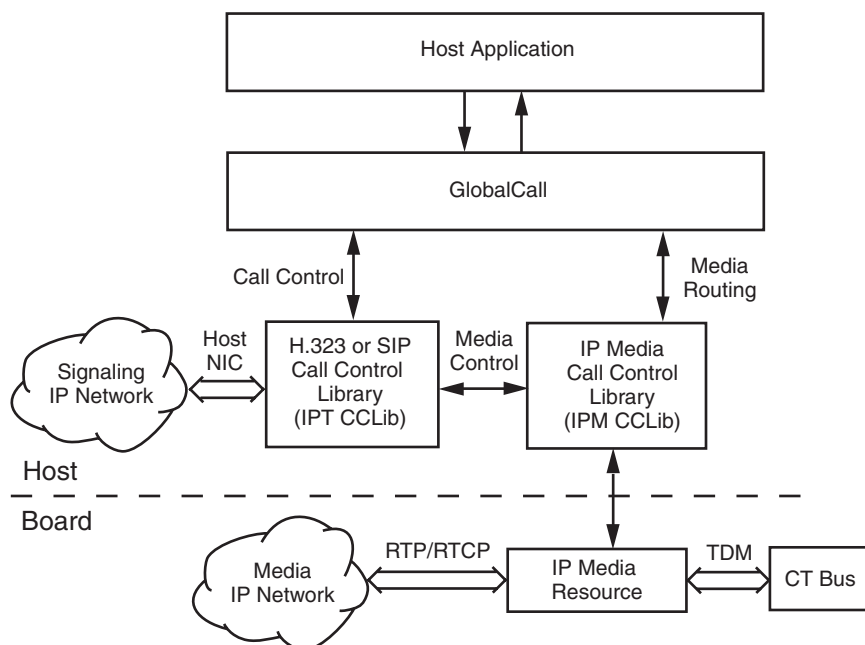 Host Application
GlobalCall
Call Control
Media
Routing
Host
NIC
Signaling
IP Network
H.323 or SIP
Call Control
Library
(IPT CCLib)
Media
Control
IP Media
Call Control
Library
(IPM CCLib)
Host
Board
Media
IP Network
RTP/RTCP
IP Media
Resource
TDM
CT Bus